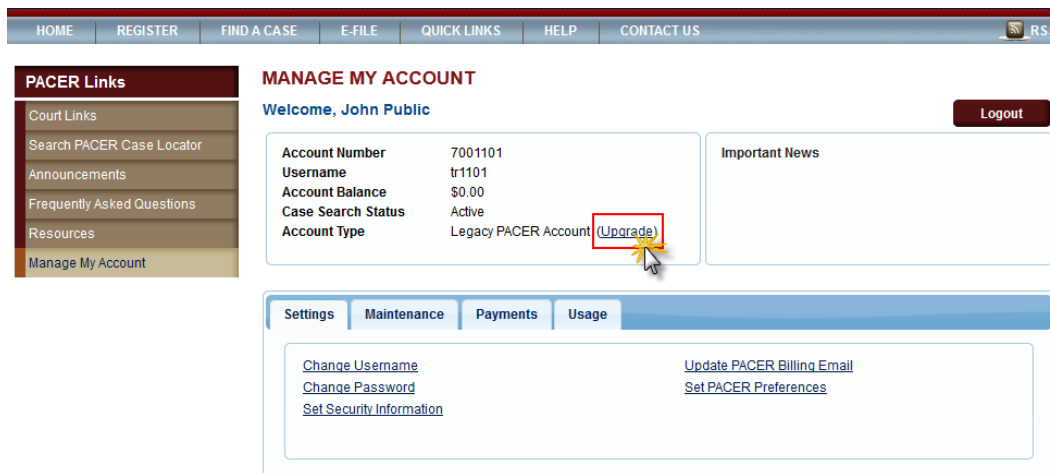 HOME REGISTER FIND A CASE E-FILE QUICK LINKS HELP CONTACT US RS
PACER Links
Court Links
Search PACER Case Locator
Announcements
Frequently Asked Questions
Resources
Manage My Account
MANAGE MY ACCOUNT
Welcome, John Public
Logout
Account Number 7001101
Username tr1101
Account Balance $0.00
Case Search Status Active
Account Type Legacy PACER Account (Upgrade)
Important News
Settings Maintenance Payments Usage
Change Username
Change Password
Set Security Information
Update PACER Billing Email
Set PACER Preferences